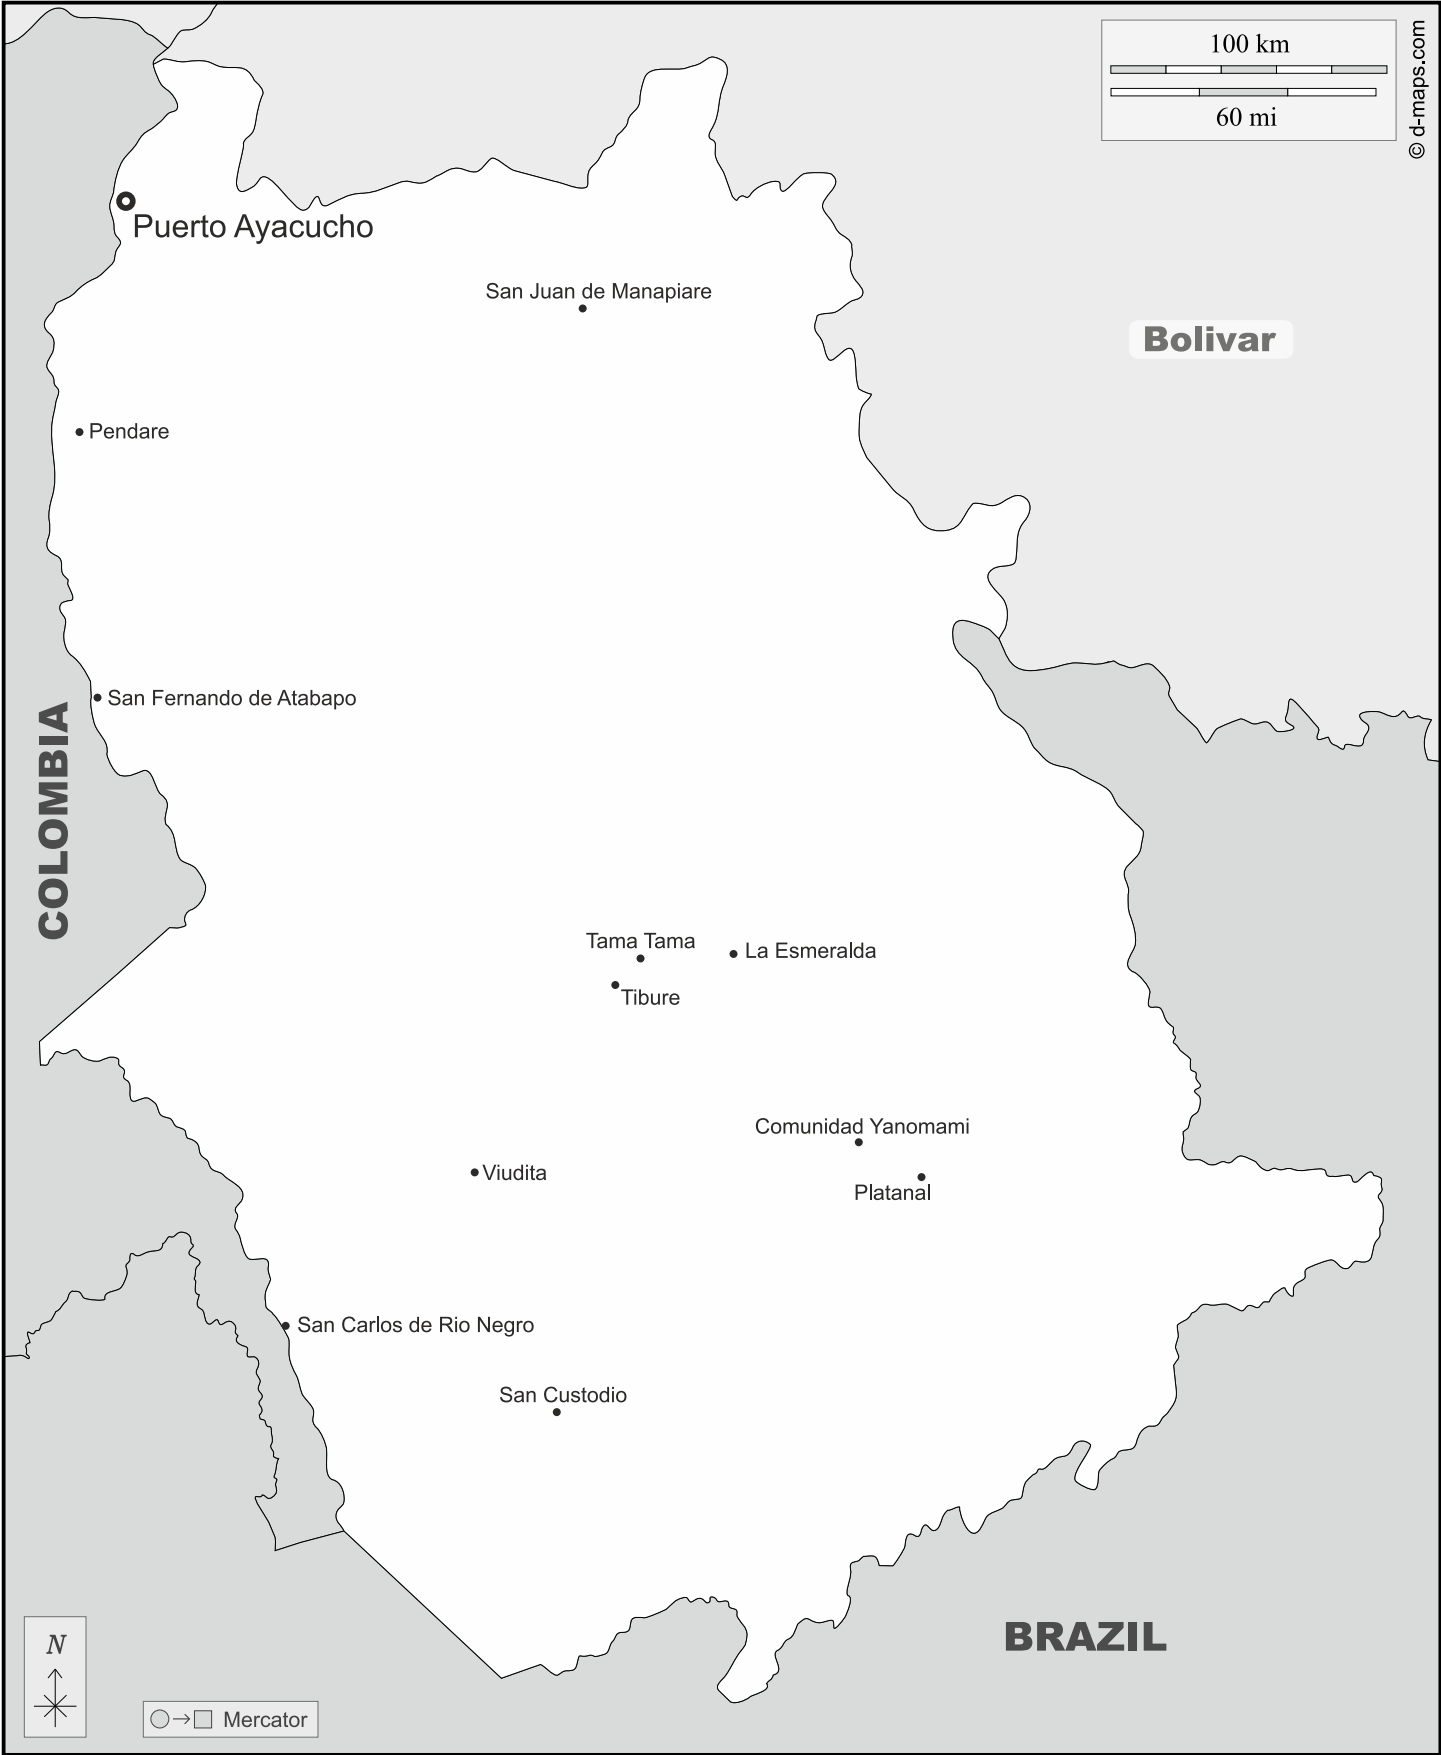 100 km
60 mi
© d-maps.com
Puerto Ayacucho
San Juan de Manapiare
Bolivar
Pendare
San Fernando de Atabapo
COLOMBIA
Tama Tama
La Esmeralda
Tibure
Comunidad Yanomami
Viudita
Platanal
San Carlos de Rio Negro
San Custodio
BRAZIL
N
Mercator